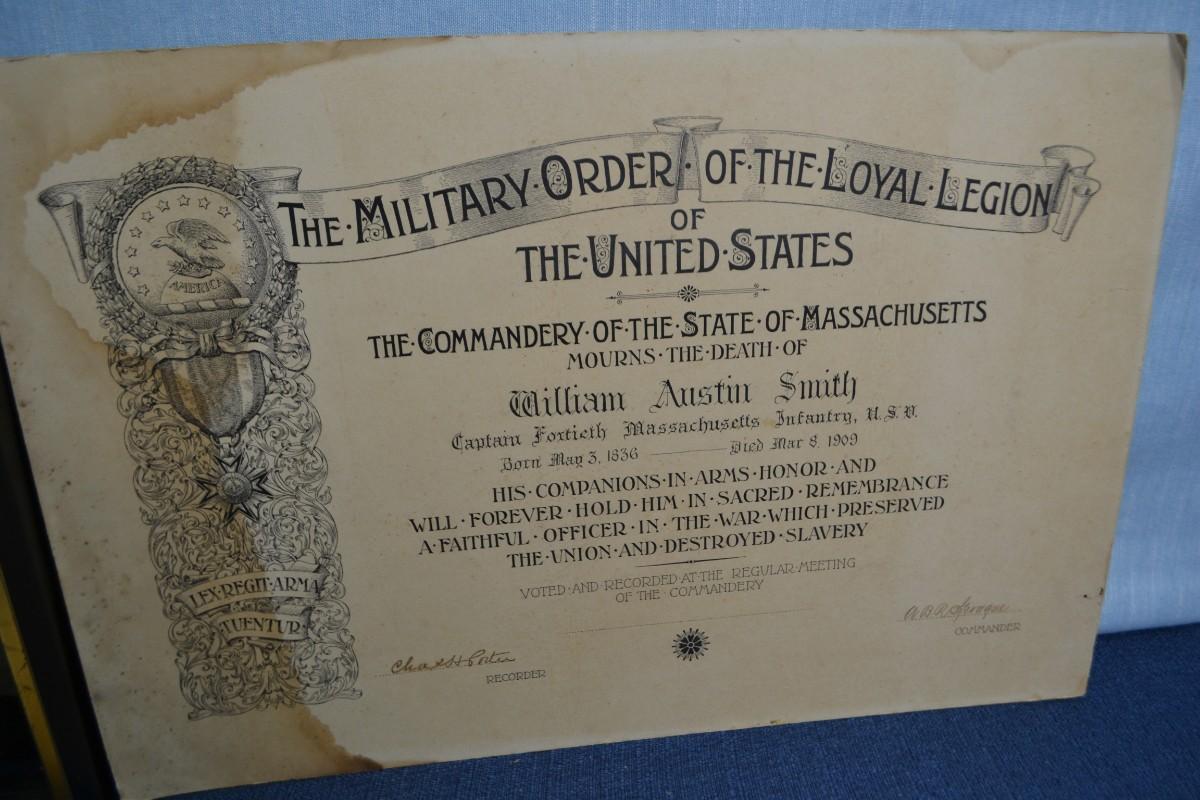 THE·MILITARY·ORDER·OF·THE·LOYAL·LEGION
OF
THE·UNITED·STATES
AMERICA
THE·COMMANDERY·OF·THE·STATE·OF·MASSACHUSETTS
MOURNS·THE·DEATH·OF
William Austin Smith
Captain Fortieth Massachusetts Infantry, U.S.V.
Born May 3, 1836 —— Died Mar 8, 1909
HIS·COMPANIONS·IN·ARMS·HONOR·AND
WILL·FOREVER·HOLD·HIM·IN·SACRED·REMEMBRANCE
A·FAITHFUL·OFFICER·IN·THE·WAR·WHICH·PRESERVED
THE·UNION·AND·DESTROYED·SLAVERY
LEX·REGIT·ARMA
TUENTUR
VOTED·AND·RECORDED·AT·THE REGULAR·MEETING
OF THE COMMANDERY
Chas H Porter
RECORDER
A.B.R. Sprague
COMMANDER